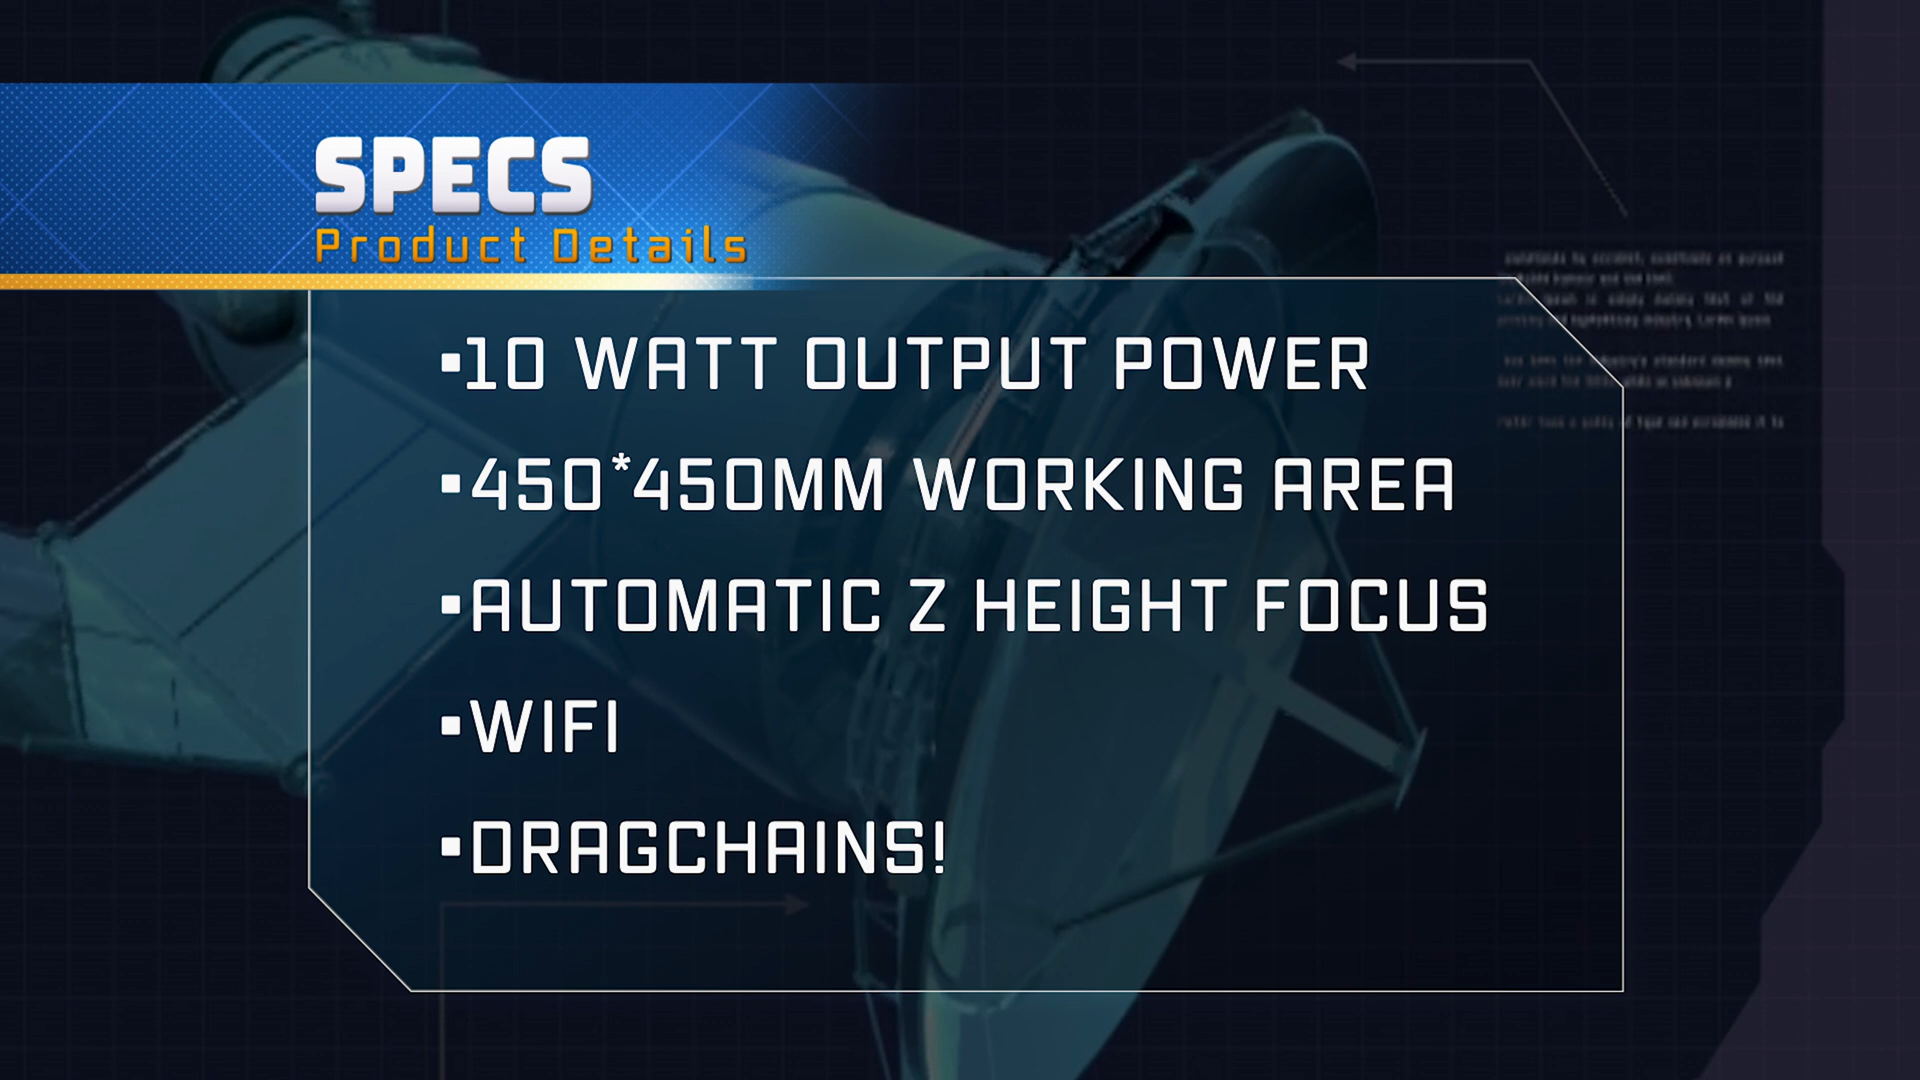 SPECS
Product Details
▪10 WATT OUTPUT POWER
▪450*450MM WORKING AREA
▪AUTOMATIC Z HEIGHT FOCUS
▪WIFI
▪DRAGCHAINS!